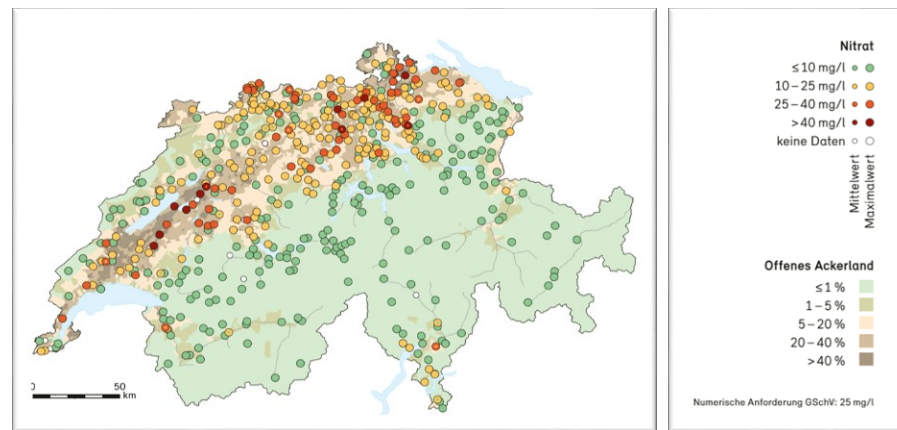 0 50
km
Nitrat
≤10 mg/l
10–25 mg/l
25–40 mg/l
>40 mg/l
keine Daten
Mittelwert
Maximalwert
Offenes Ackerland
≤1 %
1–5 %
5–20 %
20–40 %
>40 %
Numerische Anforderung GSchV: 25 mg/l